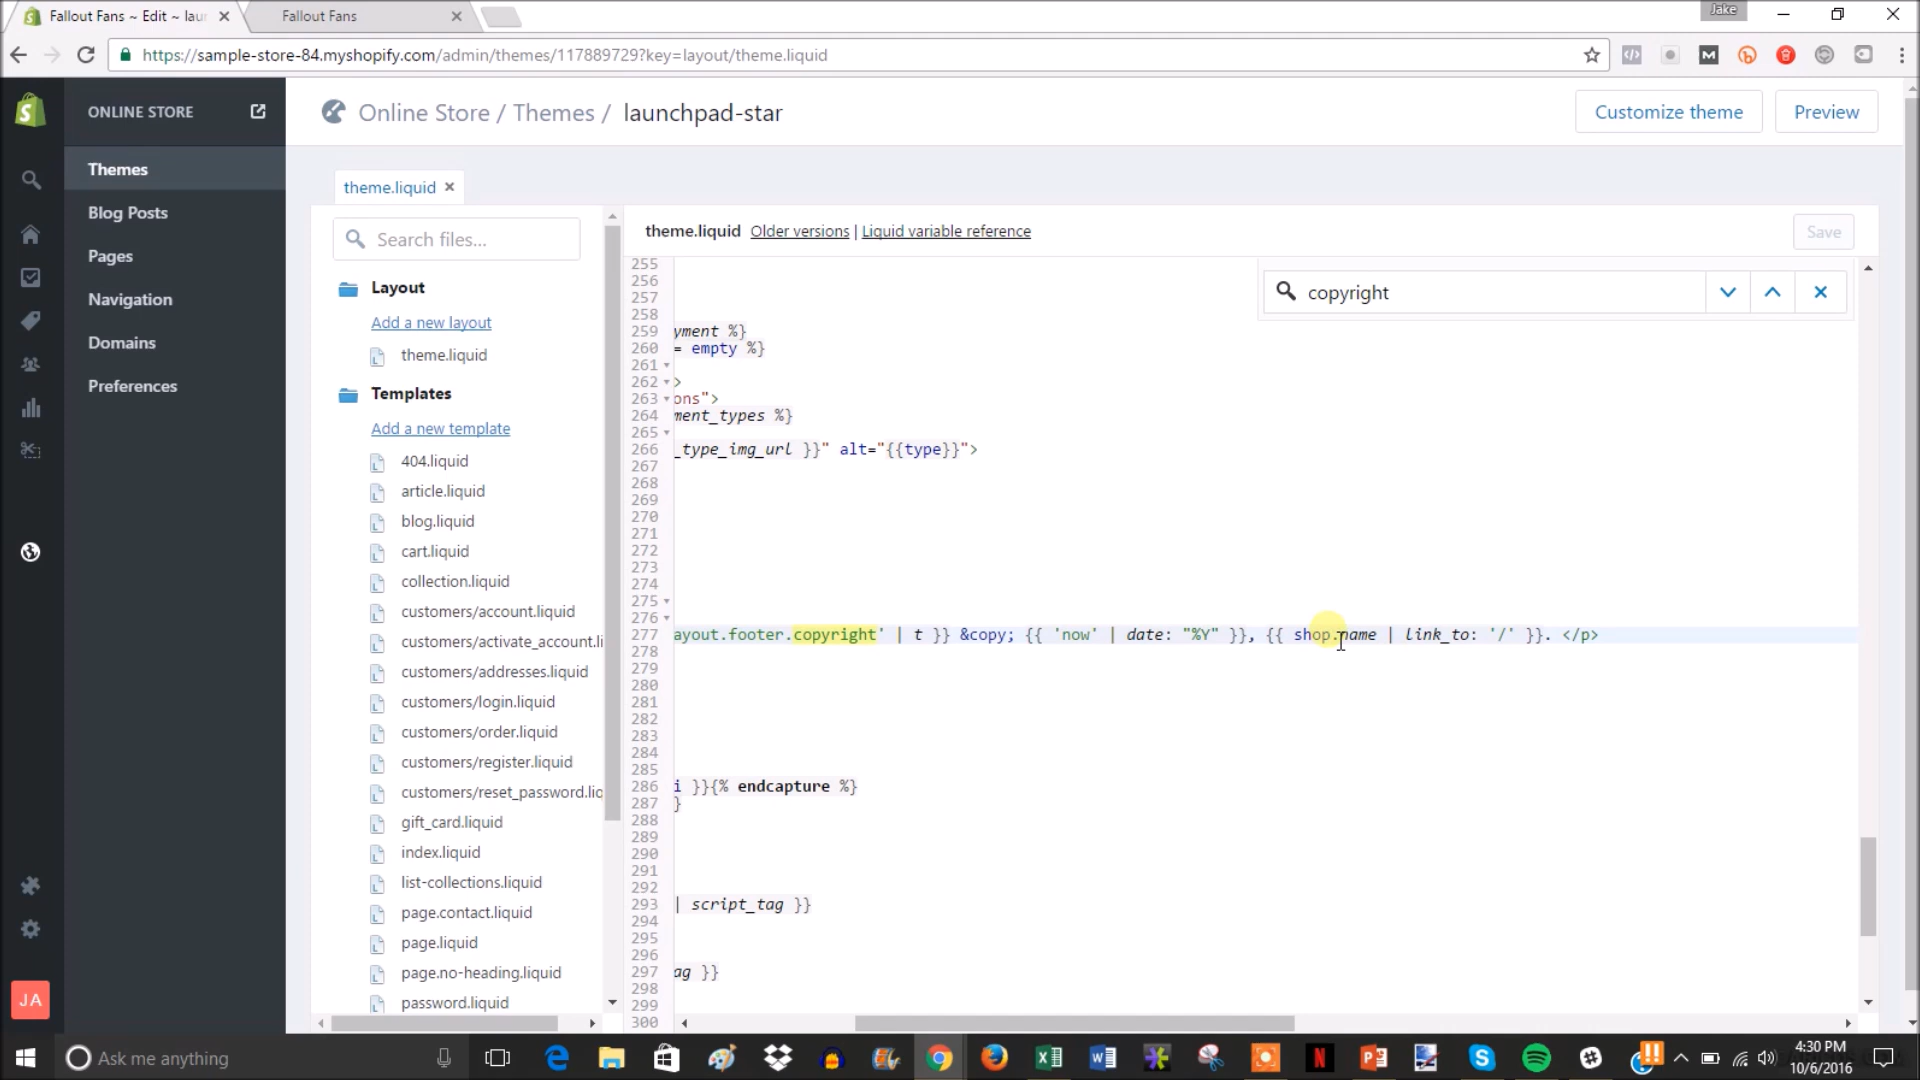 Fallout Fans ~ Edit ~ lau
Fallout Fans
Jake
https://sample-store-84.myshopify.com/admin/themes/117889729?key=layout/theme.liquid
ONLINE STORE
Online Store / Themes / launchpad-star
Customize theme
Preview
Themes
Blog Posts
Pages
Navigation
Domains
Preferences
JA
theme.liquid
Search files...
Layout
Add a new layout
theme.liquid
Templates
Add a new template
404.liquid
article.liquid
blog.liquid
cart.liquid
collection.liquid
customers/account.liquid
customers/activate_account.li
customers/addresses.liquid
customers/login.liquid
customers/order.liquid
customers/register.liquid
customers/reset_password.liq
gift_card.liquid
index.liquid
list-collections.liquid
page.contact.liquid
page.liquid
page.no-heading.liquid
password.liquid
theme.liquid Older versions | Liquid variable reference
Save
copyright
255
256
257
258
259 yment %}
260 = empty %}
261
262 >
263 ons">
264 ment_types %}
265
266 _type_img_url }}" alt="{{type}}">
267
268
269
270
271
272
273
274
275
276
277 ayout.footer.copyright' | t }} &copy; {{ 'now' | date: "%Y" }}, {{ shop.name | link_to: '/' }}. </p>
278
279
280
281
282
283
284
285
286 i }}{% endcapture %}
287 }
288
289
290
291
292
293 | script_tag }}
294
295
296
297 ag }}
298
299
300
Ask me anything
4:30 PM
10/6/2016